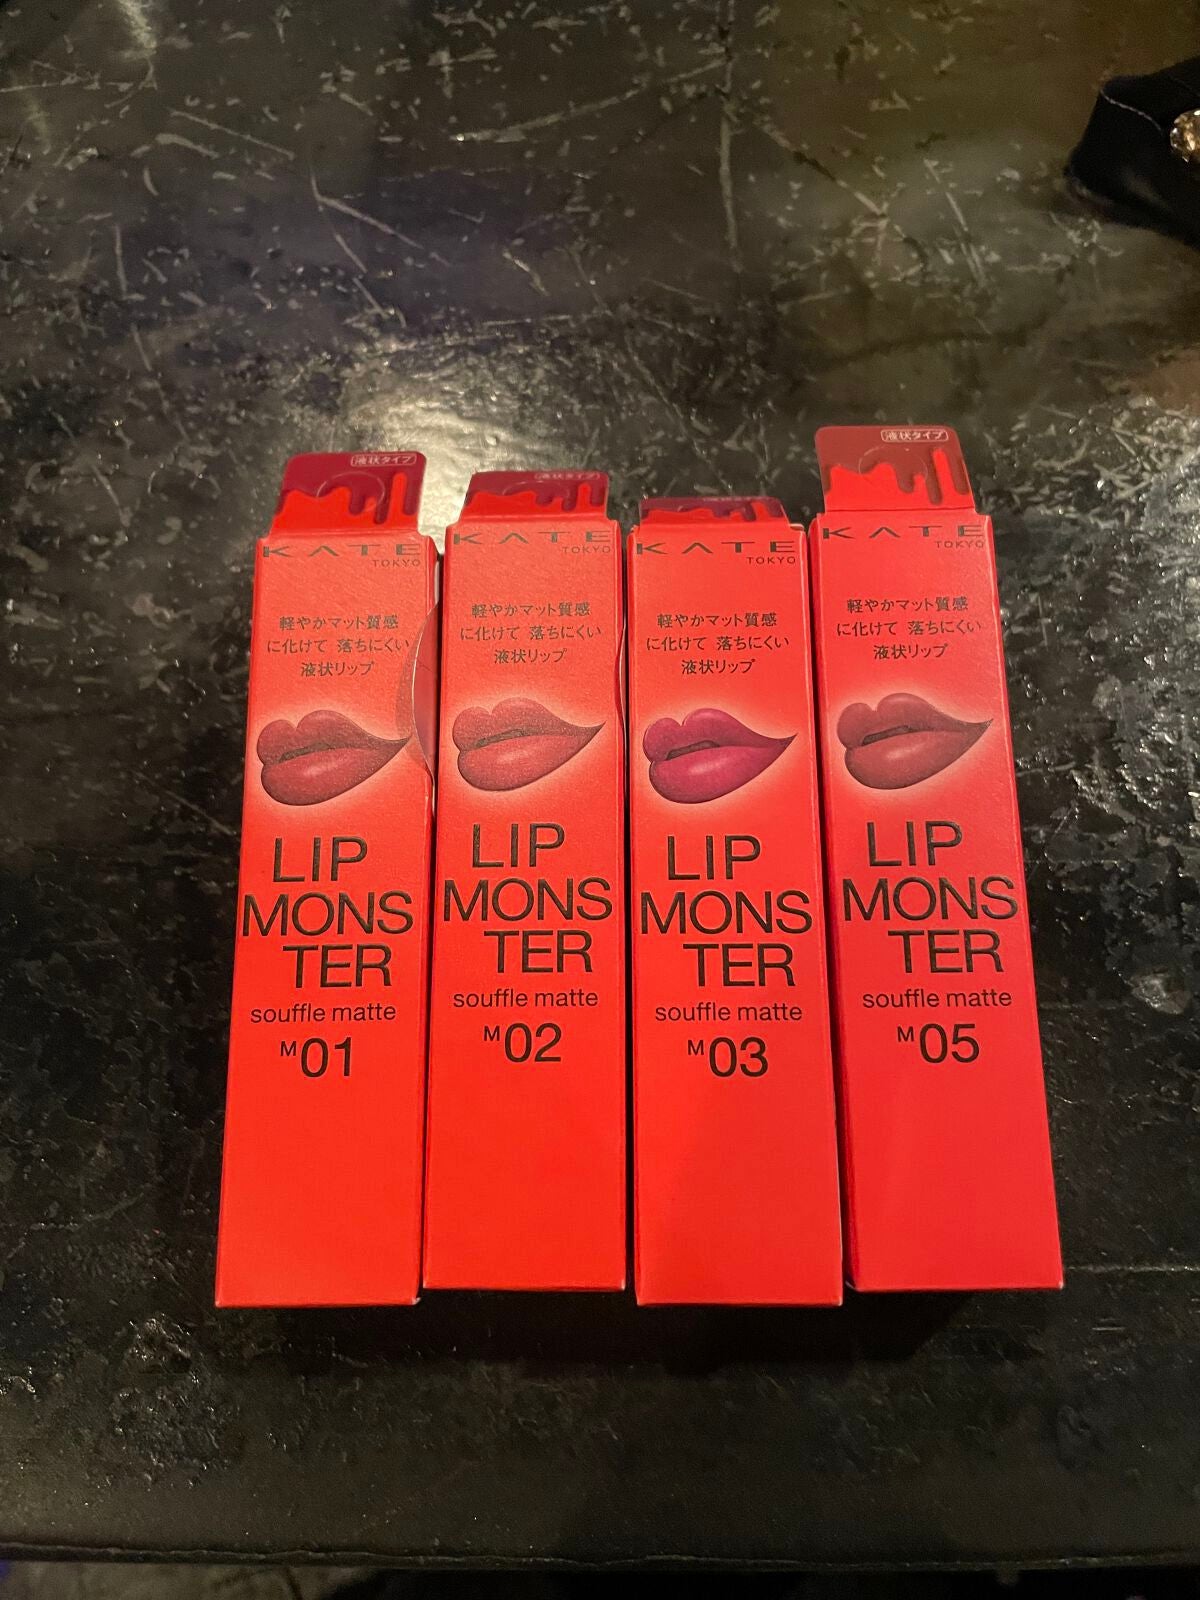 液状タイプ
KATE
TOKYO
軽やかマット質感
に化けて 落ちにくい
液状リップ
LIP
MONS
TER
souffle matte
M01
液状タイプ
KATE
TOKYO
軽やかマット質感
に化けて 落ちにくい
液状リップ
LIP
MONS
TER
souffle matte
M02
KATE
TOKYO
軽やかマット質感
に化けて 落ちにくい
液状リップ
LIP
MONS
TER
souffle matte
M03
液状タイプ
KATE
TOKYO
軽やかマット質感
に化けて 落ちにくい
液状リップ
LIP
MONS
TER
souffle matte
M05